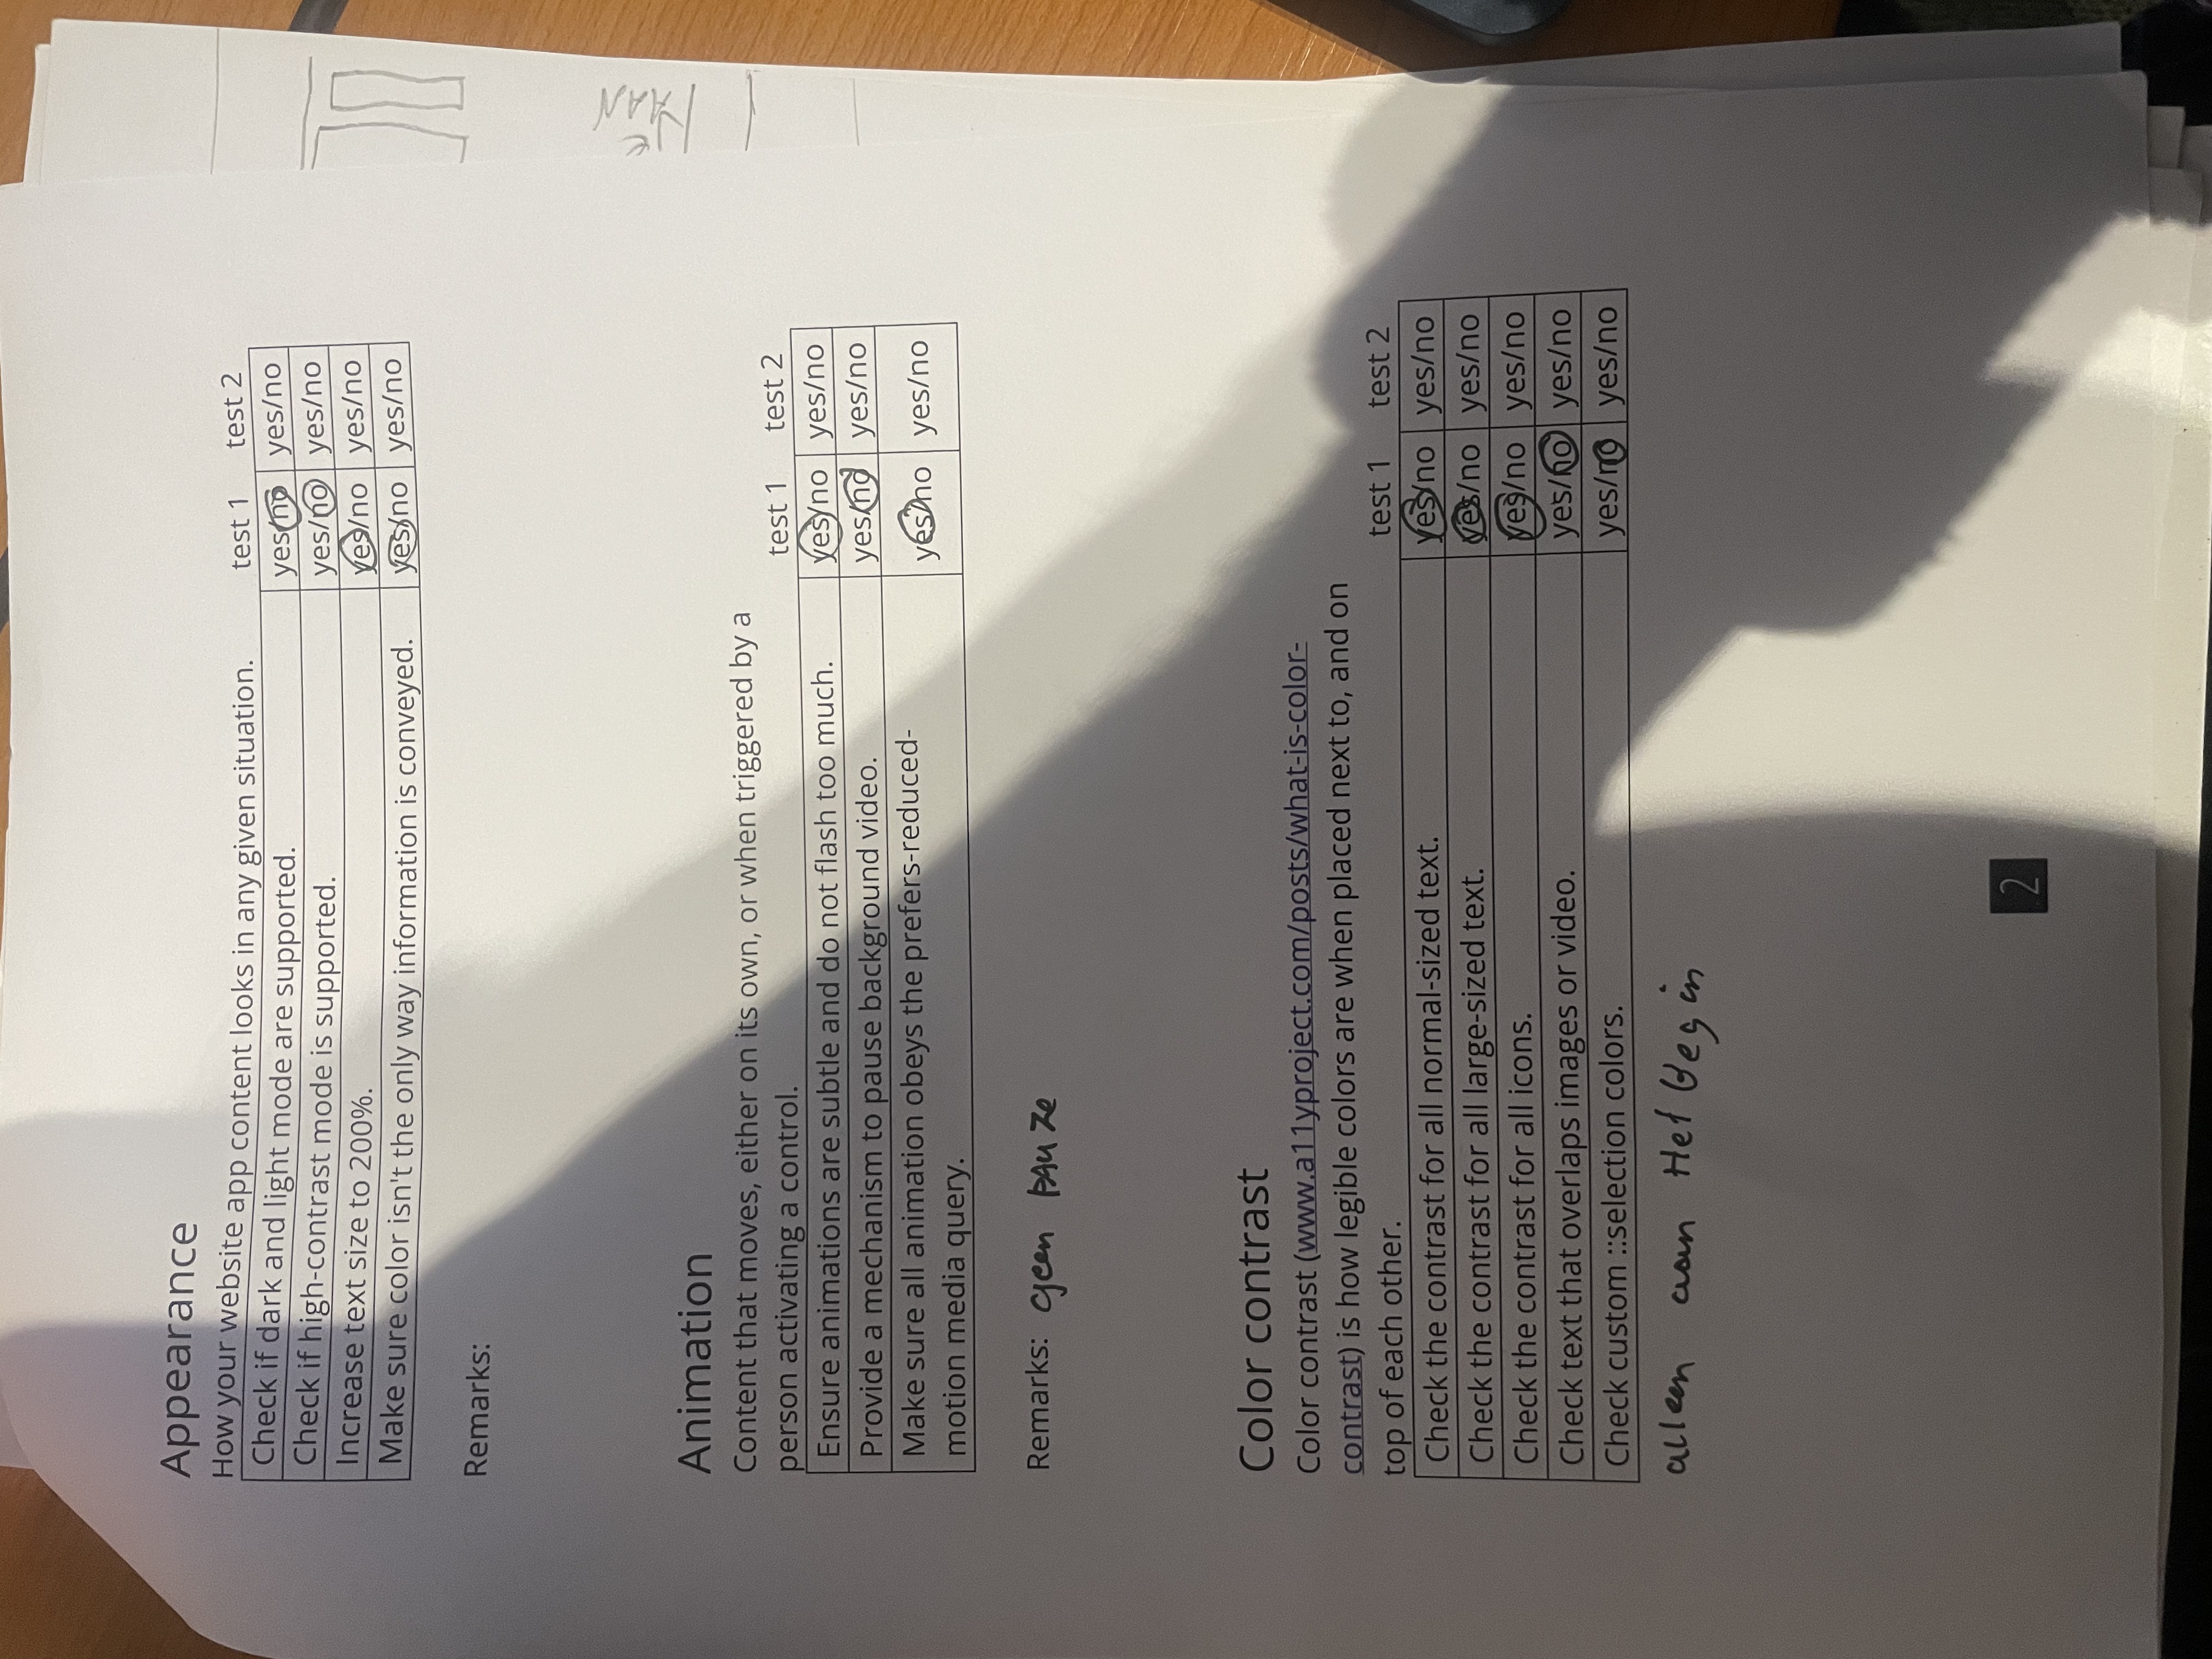 Appearance
How your website app content looks in any given situation. test 1 test 2
Check if dark and light mode are supported. yes/no yes/no
Check if high-contrast mode is supported. yes/no yes/no
Increase text size to 200%. yes/no yes/no
Make sure color isn't the only way information is conveyed. yes/no yes/no
Remarks:
Animation
Content that moves, either on its own, or when triggered by a
person activating a control. test 1 test 2
Ensure animations are subtle and do not flash too much. yes/no yes/no
Provide a mechanism to pause background video. yes/no yes/no
Make sure all animation obeys the prefers-reduced-
motion media query. yes/no yes/no
Remarks: geen pauze
Color contrast
Color contrast (www.a11yproject.com/posts/what-is-color-
contrast) is how legible colors are when placed next to, and on
top of each other. test 1 test 2
Check the contrast for all normal-sized text. yes/no yes/no
Check the contrast for all large-sized text. yes/no yes/no
Check the contrast for all icons. yes/no yes/no
Check text that overlaps images or video. yes/no yes/no
Check custom ::selection colors. yes/no yes/no
alleen aan Het Begin
2